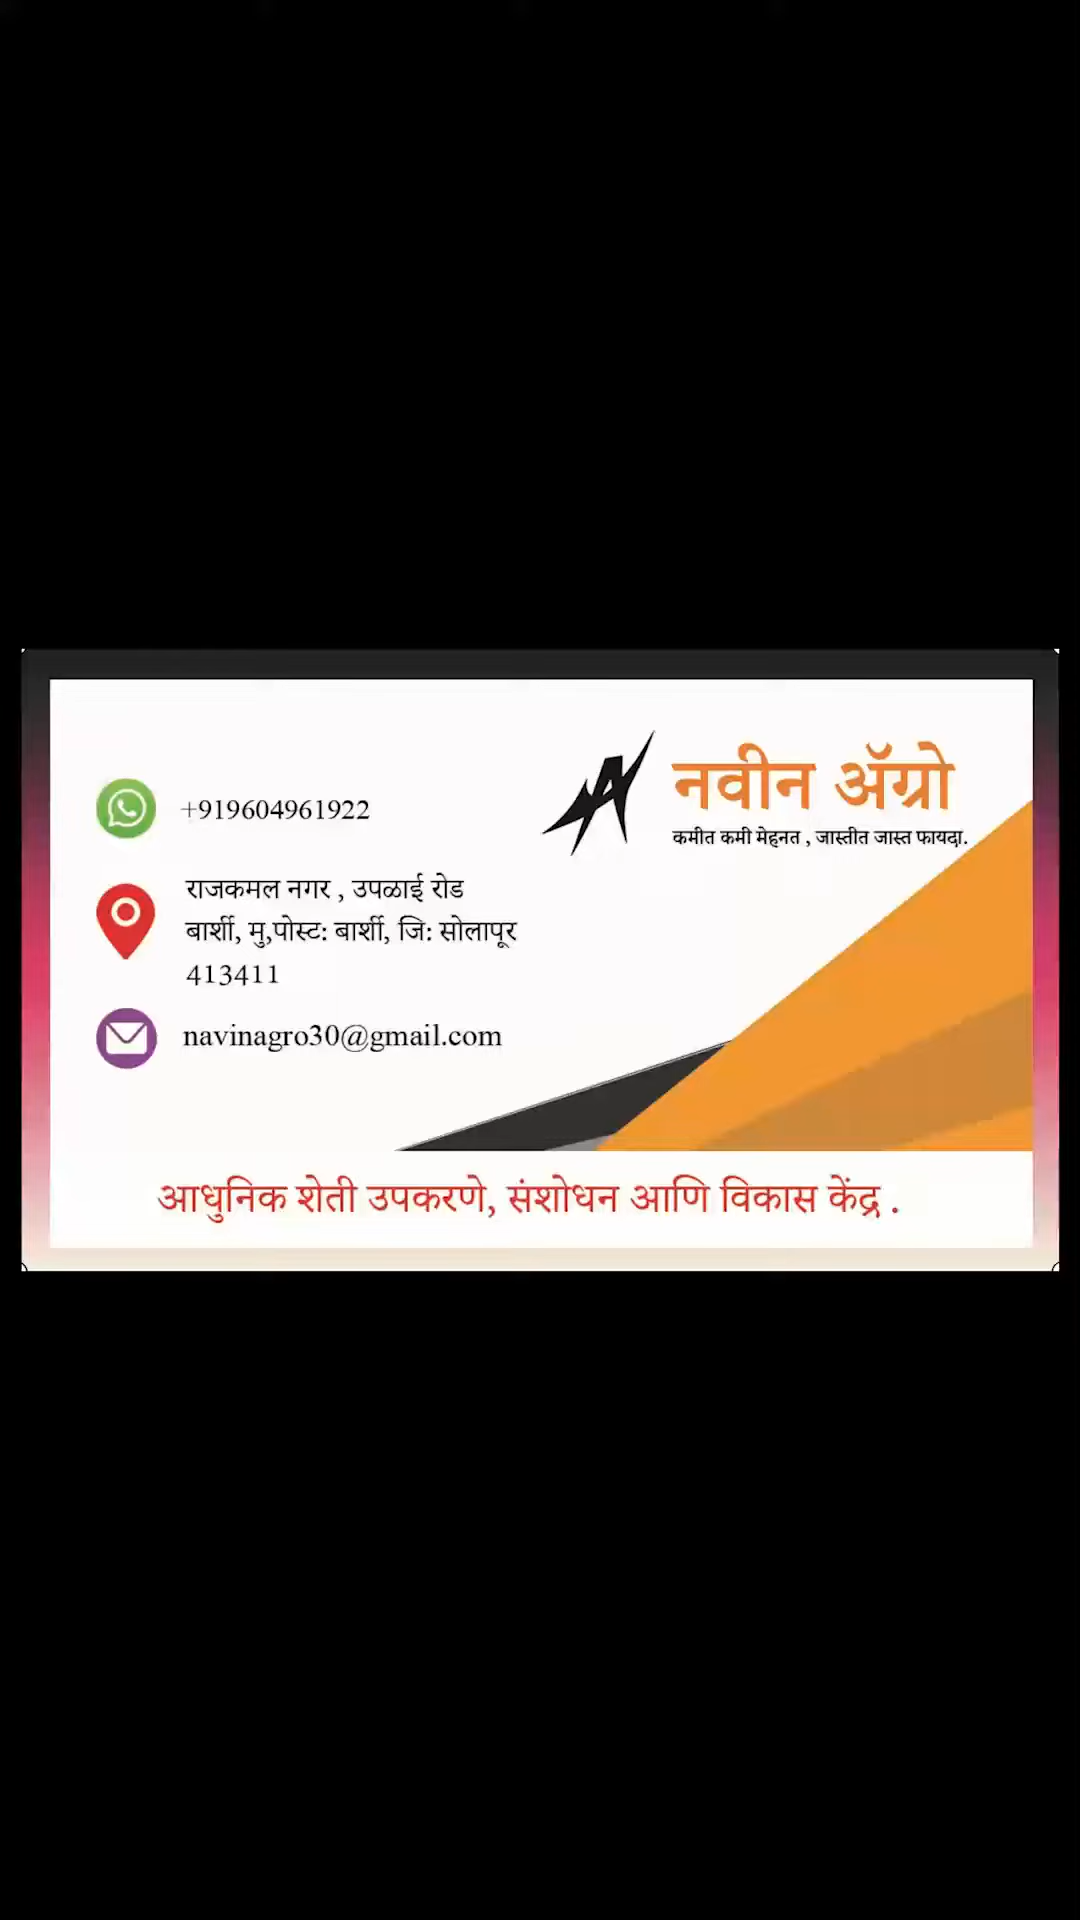 +919604961922
राजकमल नगर , उपळाई रोड
बार्शी, मु,पोस्ट: बार्शी, जि: सोलापूर
413411
navinagro30@gmail.com
नवीन ॲग्रो
कमीत कमी मेहनत , जास्तीत जास्त फायदा.
आधुनिक शेती उपकरणे, संशोधन आणि विकास केंद्र .